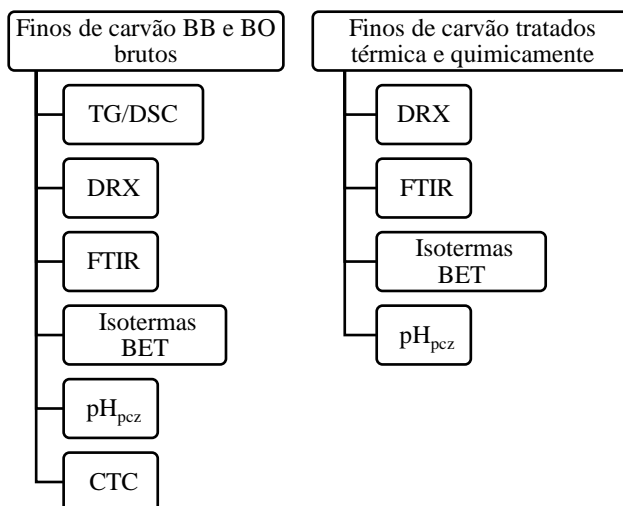 Finos de carvão BB e BO
brutos
TG/DSC
DRX
FTIR
Isotermas
BET
pHpcz
CTC
Finos de carvão tratados
térmica e quimicamente
DRX
FTIR
Isotermas
BET
pHpcz